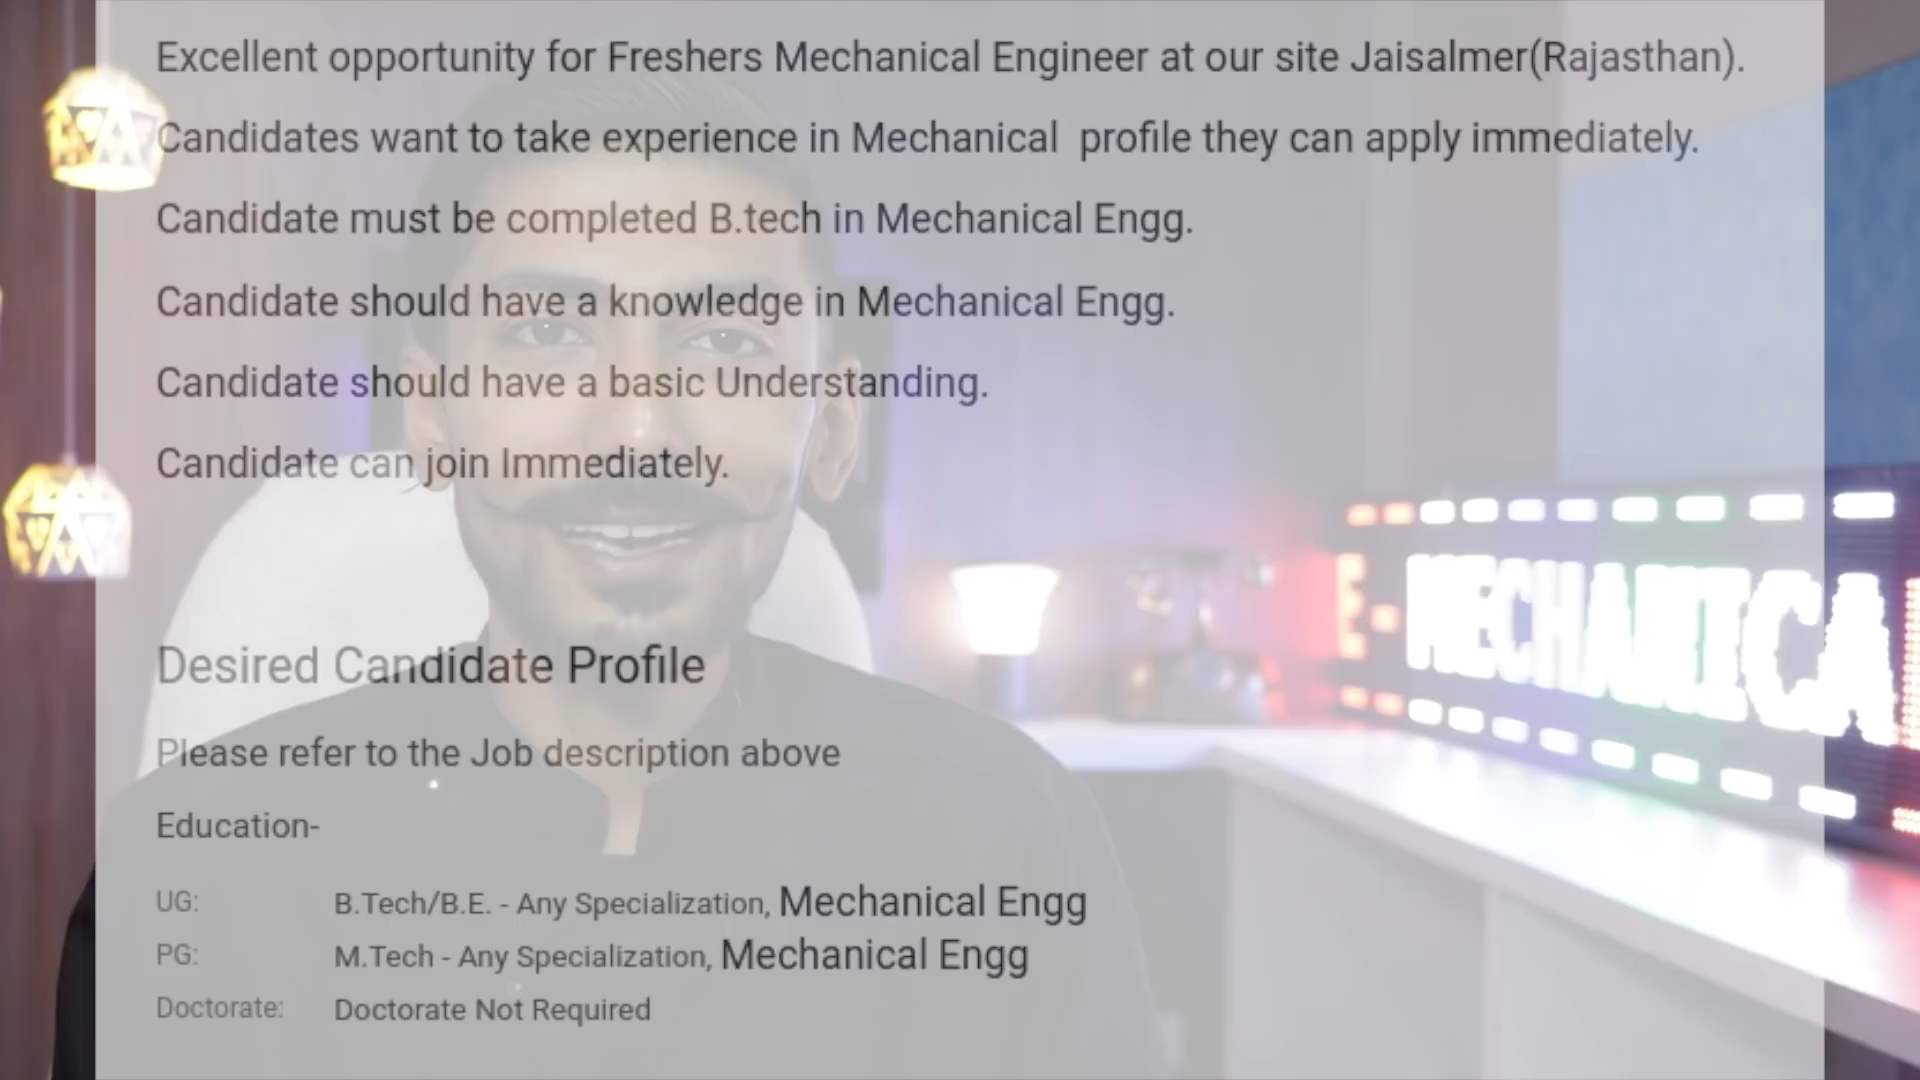 Excellent opportunity for Freshers Mechanical Engineer at our site Jaisalmer(Rajasthan).
Candidates want to take experience in Mechanical  profile they can apply immediately.
Candidate must be completed B.tech in Mechanical Engg.
Candidate should have a knowledge in Mechanical Engg.
Candidate should have a basic Understanding.
Candidate can join Immediately.
E-MECHANICA
Desired Candidate Profile
Please refer to the Job description above
Education-
UG: B.Tech/B.E. - Any Specialization, Mechanical Engg
PG: M.Tech - Any Specialization, Mechanical Engg
Doctorate: Doctorate Not Required